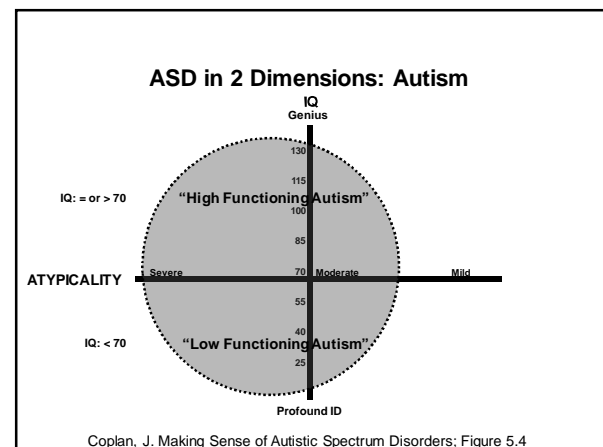 ASD in 2 Dimensions: Autism
IQ
Genius
130
115
IQ: = or > 70
“High Functioning Autism”
100
85
70
Severe
Moderate
Mild
ATYPICALITY
55
40
IQ: < 70
“Low Functioning Autism”
25
Profound ID
Coplan, J. Making Sense of Autistic Spectrum Disorders; Figure 5.4